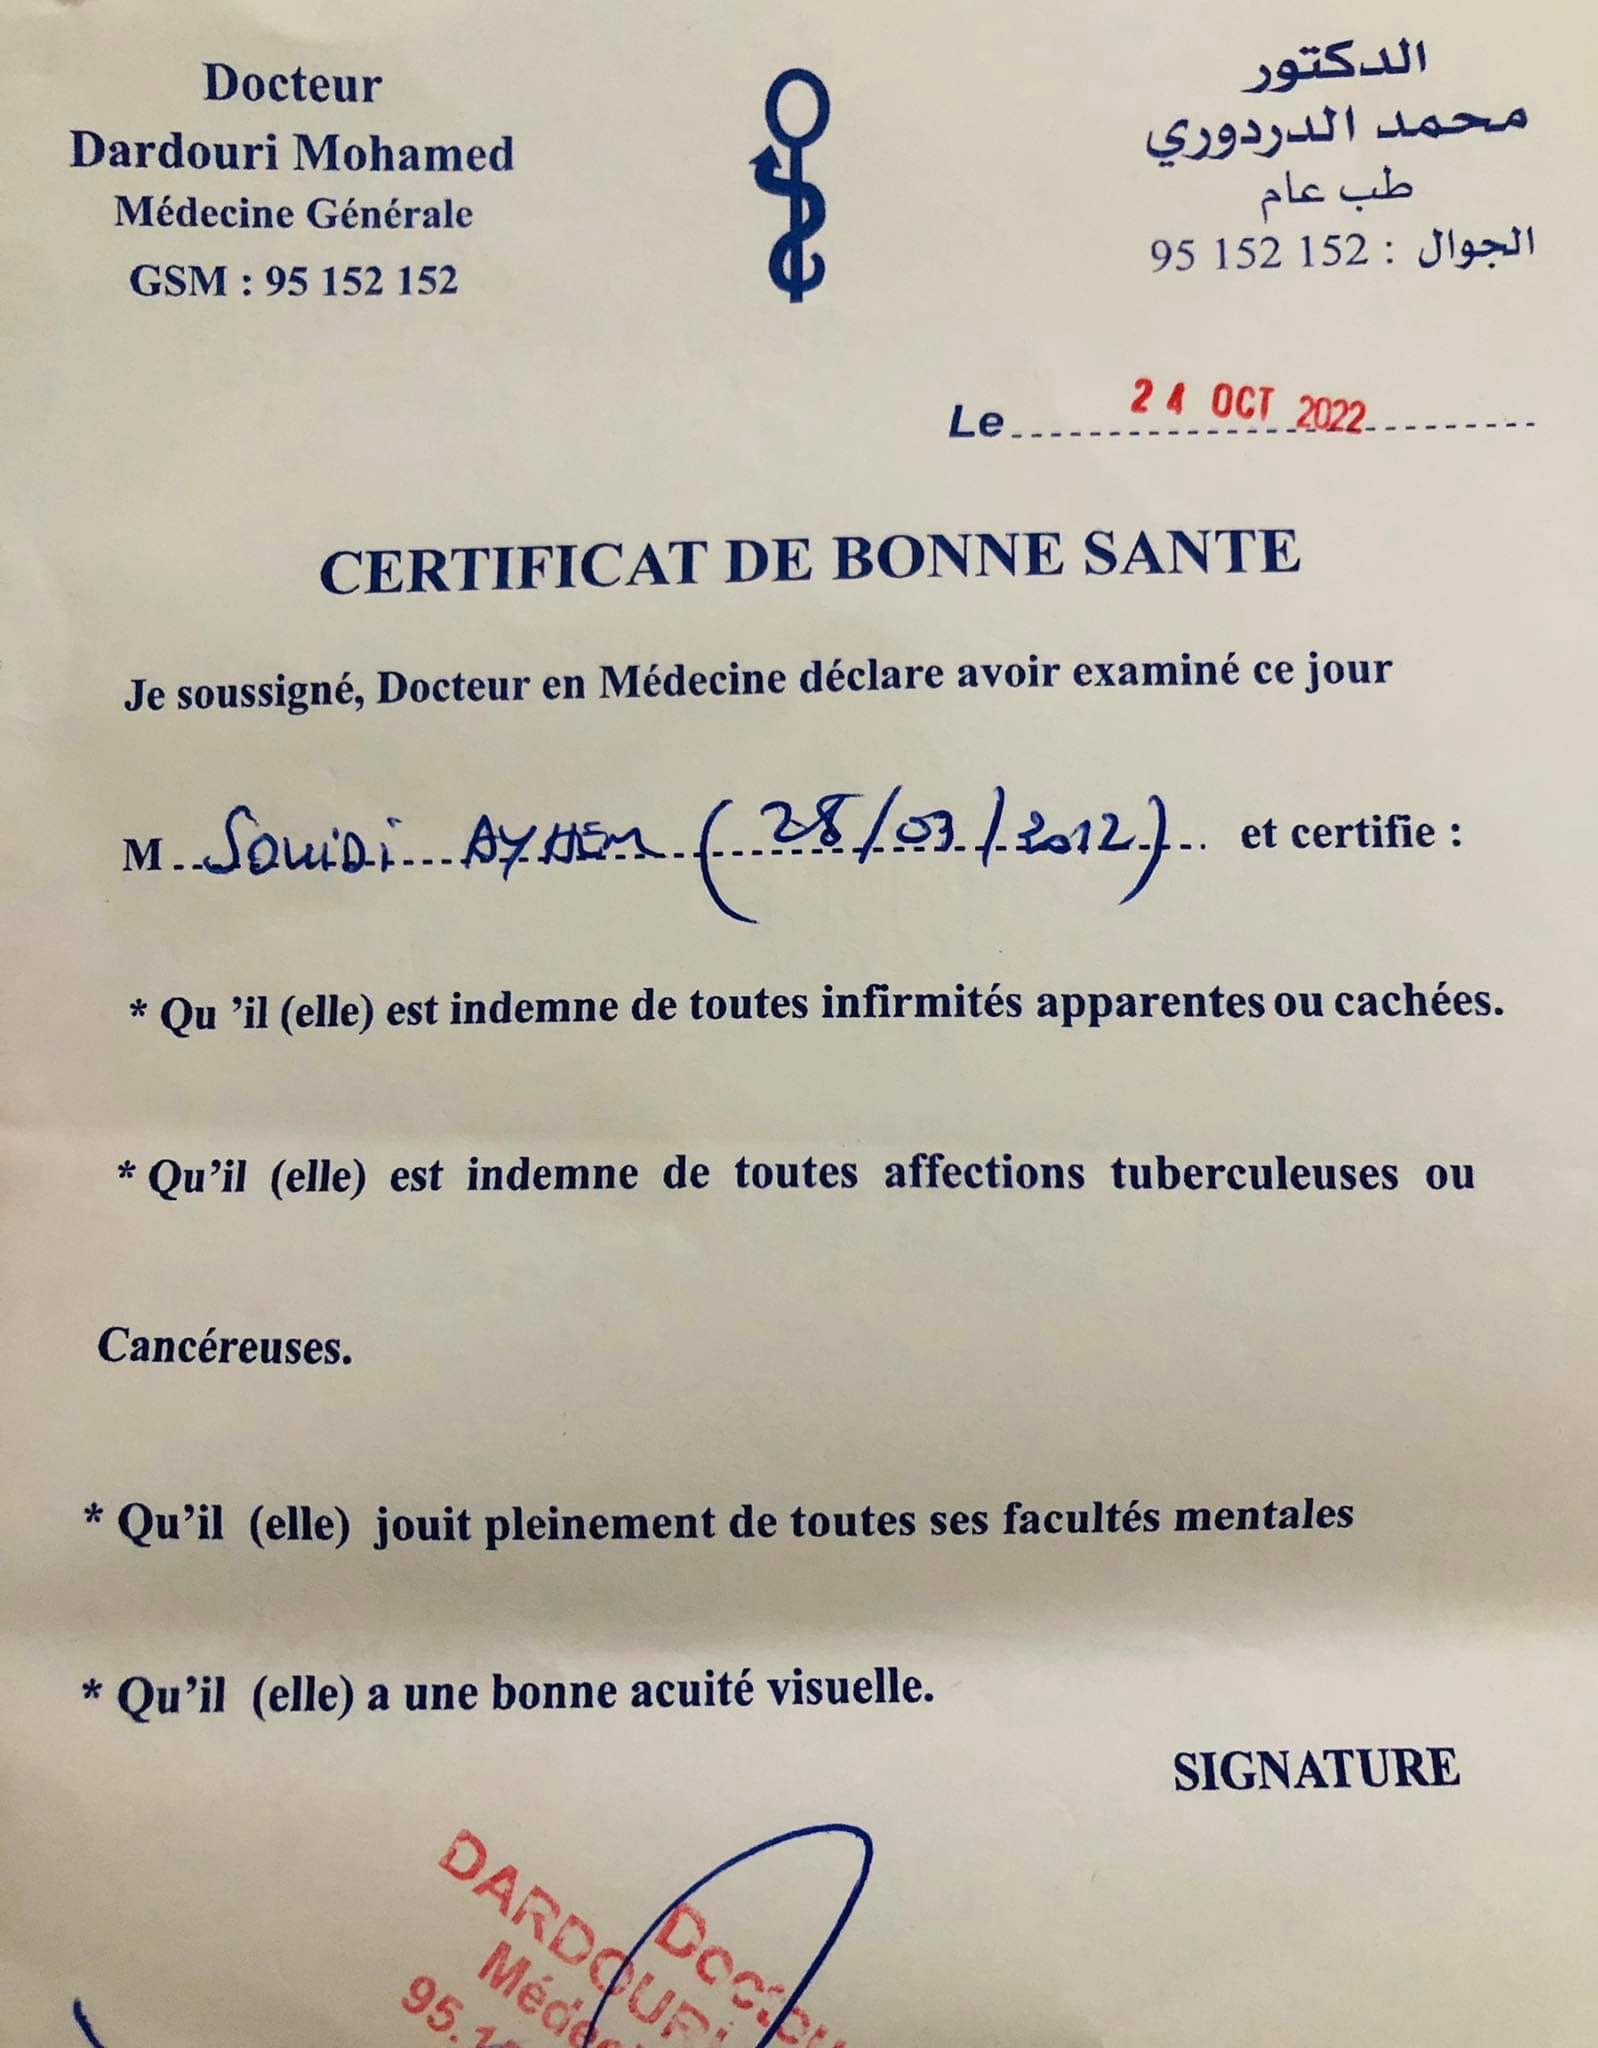 Docteur
Dardouri Mohamed
Médecine Générale
GSM : 95 152 152
الدكتور
محمد الدردوري
طب عام
الجوال : 152 152 95
Le 24 OCT 2022
CERTIFICAT DE BONNE SANTE
Je soussigné, Docteur en Médecine déclare avoir examiné ce jour
M Souidi AYHEM (28/03/2012) et certifie :
* Qu 'il (elle) est indemne de toutes infirmités apparentes ou cachées.
* Qu'il (elle) est indemne de toutes affections tuberculeuses ou
Cancéreuses.
* Qu'il (elle) jouit pleinement de toutes ses facultés mentales
* Qu'il (elle) a une bonne acuité visuelle.
SIGNATURE
DARDOURI